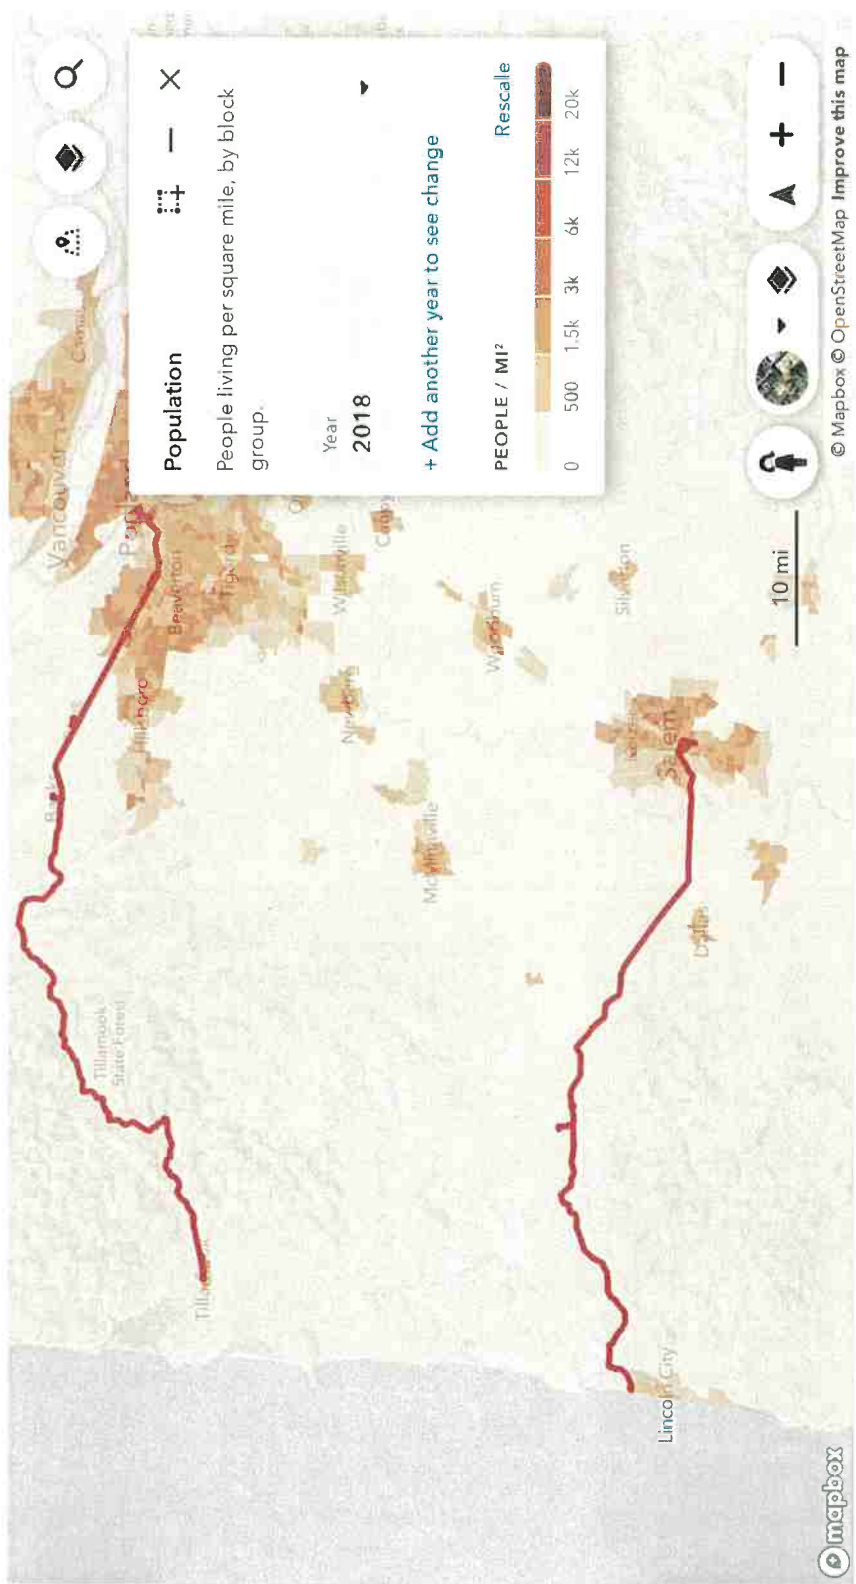 Population
People living per square mile, by block
group.
Year
2018
+ Add another year to see change
PEOPLE / MI²
Rescale
0 500 1.5k 3k 6k 12k 20k
Vancouver
Beaverton
Tigard
Hillsboro
Wilsonville
Canby
Newberg
Woodburn
McMinnville
Silverton
Salem
Dallas
Tillamook
State Forest
Lincoln City
10 mi
mapbox
© Mapbox © OpenStreetMap Improve this map